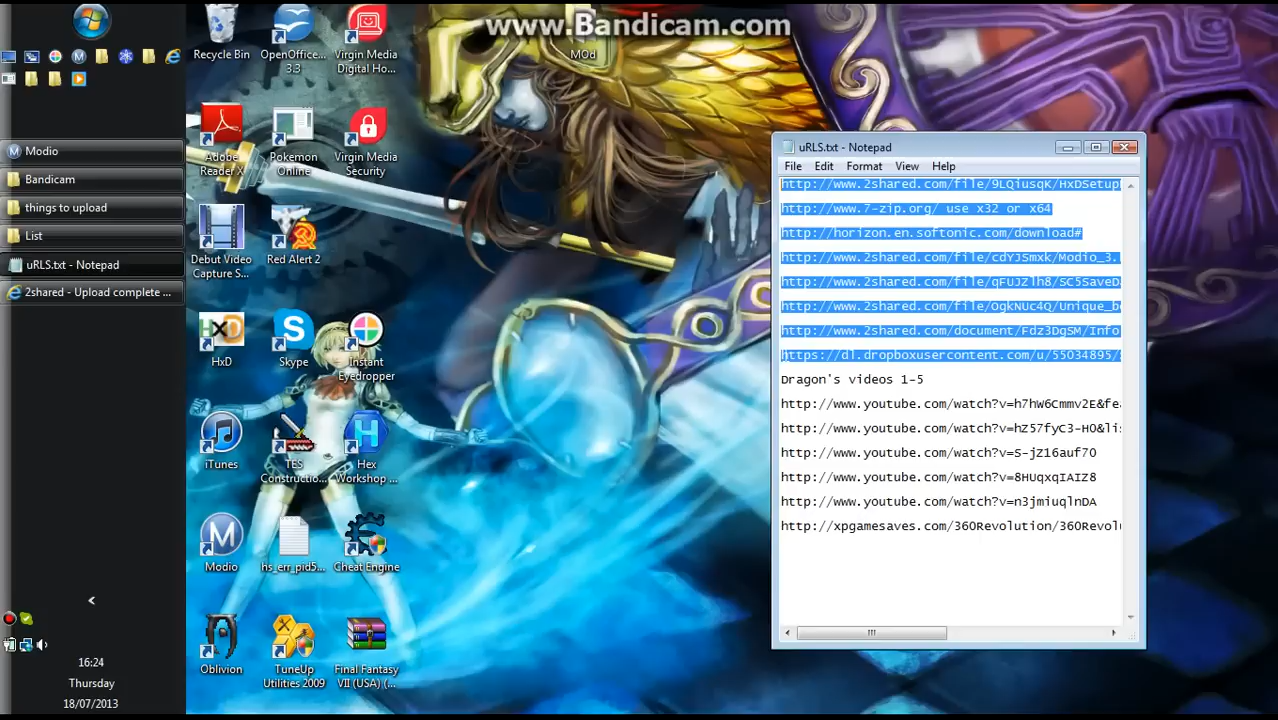 www.Bandicam.com
Recycle Bin
OpenOffice... 3.3
Virgin Media Digital Ho...
MOd
Adobe Reader X
Pokemon Online
Virgin Media Security
Debut Video Capture S...
Red Alert 2
HxD
Skype
Instant Eyedropper
iTunes
TES Constructio...
Hex Workshop ...
Modio
hs_err_pid5...
Cheat Engine
Oblivion
TuneUp Utilities 2009
Final Fantasy VII (USA) (...
Modio
Bandicam
things to upload
List
uRLS.txt - Notepad
2shared - Upload complete ...
16:24
Thursday
18/07/2013
uRLS.txt - Notepad
File Edit Format View Help
http://www.2shared.com/file/9LQiusqK/HxDSetup
http://www.7-zip.org/ use x32 or x64
http://horizon.en.softonic.com/download#
http://www.2shared.com/file/cdYJSmxk/Modio_3.
http://www.2shared.com/file/qFUJZlh8/SC5SaveD
http://www.2shared.com/file/OgkNUc4Q/Unique_b
http://www.2shared.com/document/Fdz3DgSM/Info
https://dl.dropboxusercontent.com/u/55034895/
Dragon's videos 1-5
http://www.youtube.com/watch?v=h7hW6Cmmv2E&fea
http://www.youtube.com/watch?v=hZ57fyC3-H0&lis
http://www.youtube.com/watch?v=S-jZ16auf7O
http://www.youtube.com/watch?v=8HUqxqIAIZ8
http://www.youtube.com/watch?v=n3jmiuqlnDA
http://xpgamesaves.com/360Revolution/360Revolu